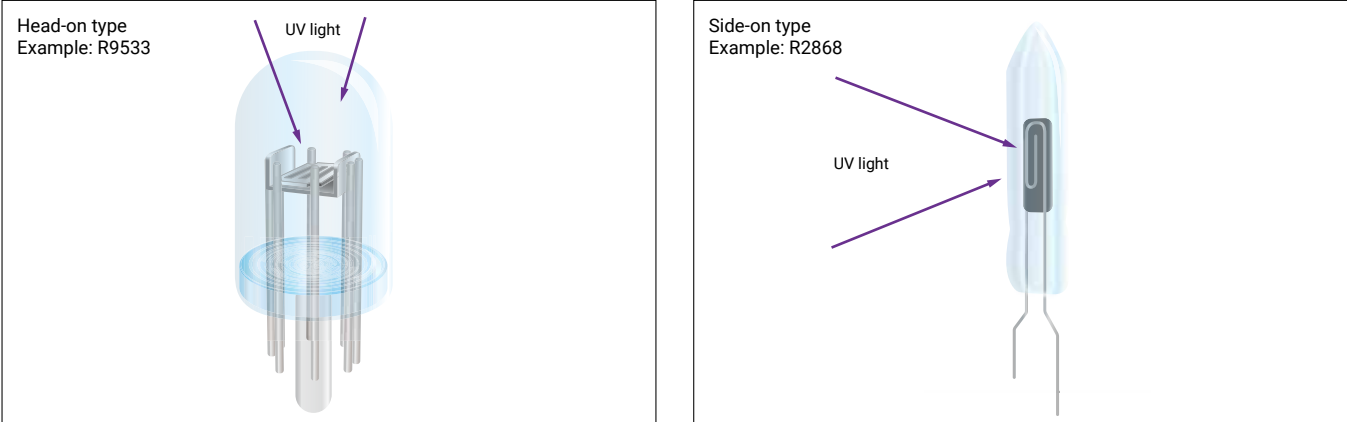 Head-on type
Example: R9533
UV light
Side-on type
Example: R2868
UV light